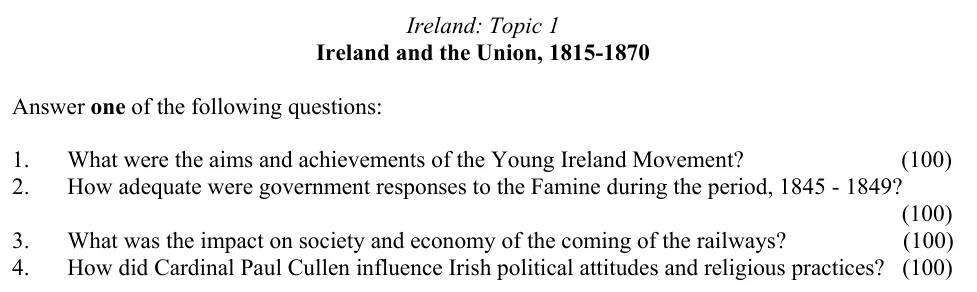 Ireland: Topic 1
Ireland and the Union, 1815-1870
Answer one of the following questions:
1. What were the aims and achievements of the Young Ireland Movement? (100)
2. How adequate were government responses to the Famine during the period, 1845 - 1849?
(100)
3. What was the impact on society and economy of the coming of the railways? (100)
4. How did Cardinal Paul Cullen influence Irish political attitudes and religious practices? (100)